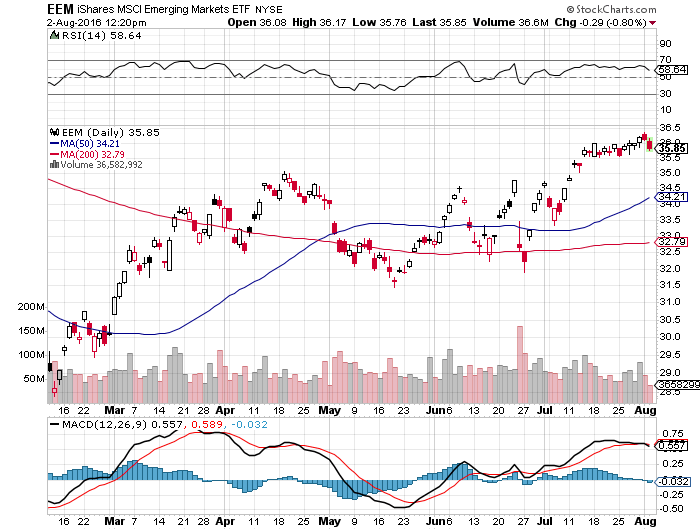 EEM iShares MSCI Emerging Markets ETF NYSE
© StockCharts.com
2-Aug-2016 12:20pm
Open 36.08 High 36.17 Low 35.76 Last 35.85 Volume 36.6M Chg -0.29 (-0.80%)
RSI(14) 58.64
90
70
58.64
50
30
10
EEM (Daily) 35.85
MA(50) 34.21
MA(200) 32.79
Volume 36,582,992
36.5
36.0
35.85
35.0
34.5
34.21
34.0
33.5
33.0
32.79
32.5
32.0
31.5
31.0
30.5
30.0
29.5
29.0
28.5
200M
150M
100M
50M
3658299
16 22 Mar 7 14 21 28 Apr 11 18 25 May 9 16 23 Jun 6 13 20 27 Jul 11 18 25 Aug
MACD(12,26,9) 0.557, 0.589, -0.032
0.75
0.557
0.50
0.25
-0.032
-0.25
-0.50
16 22 Mar 7 14 21 28 Apr 11 18 25 May 9 16 23 Jun 6 13 20 27 Jul 11 18 25 Aug